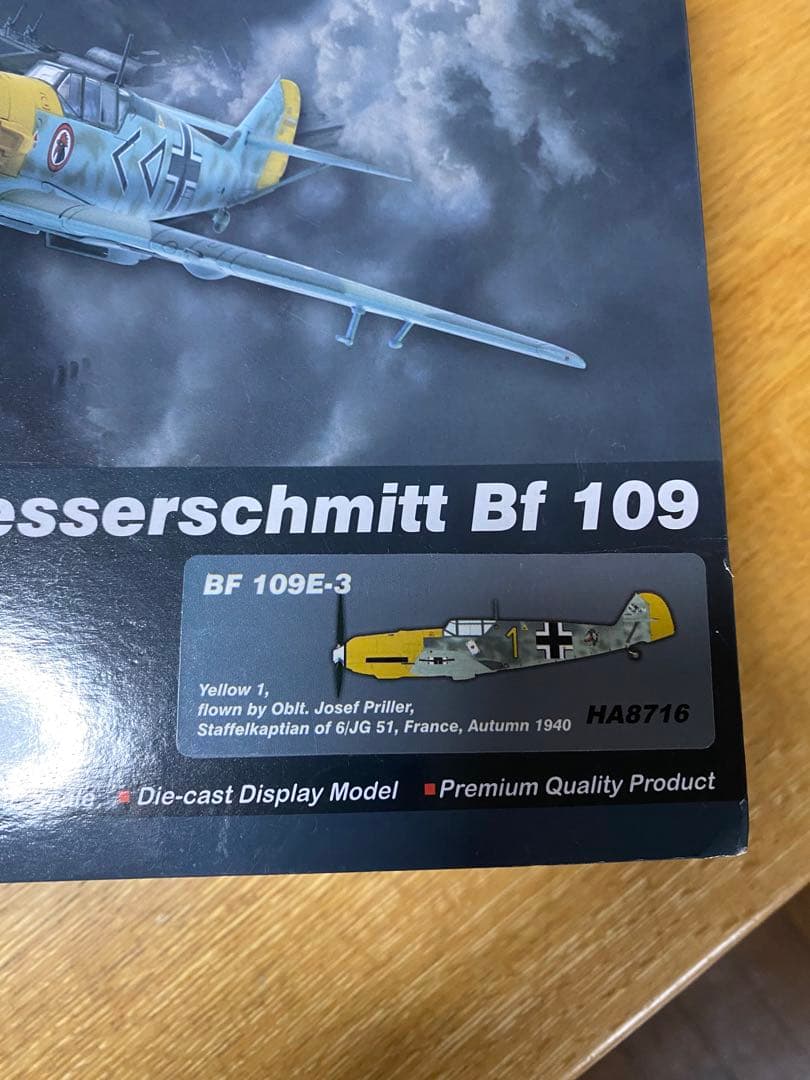 esserschmitt Bf 109
BF 109E-3
1
Yellow 1,
flown by Oblt. Josef Priller,
Staffelkaptian of 6/JG 51, France, Autumn 1940
HA8716
Die-cast Display Model
Premium Quality Product